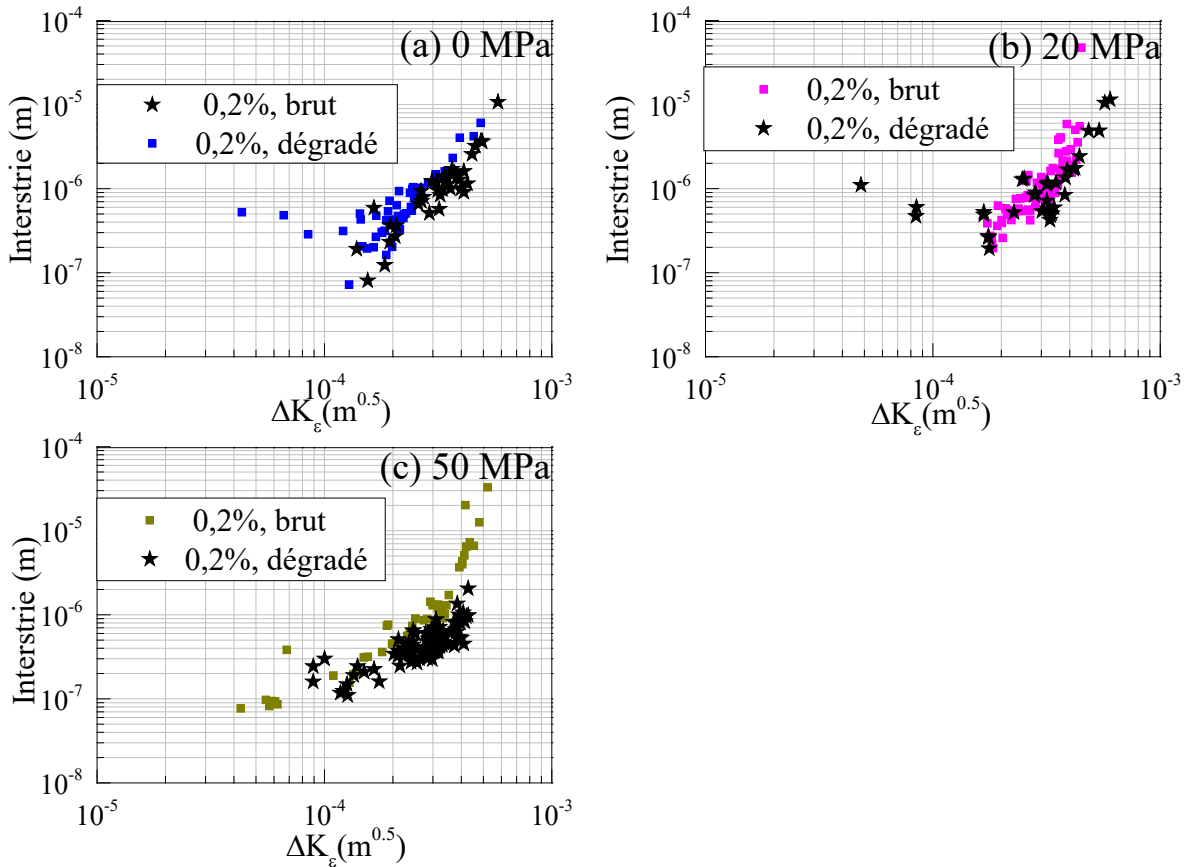 (a) 0 MPa
10⁻⁴
10⁻⁵
10⁻⁶
10⁻⁷
10⁻⁸
Interstrie (m)
0,2%, brut
0,2%, dégradé
10⁻⁵
10⁻⁴
10⁻³
ΔK_ε(m^0.5)
(b) 20 MPa
10⁻⁴
10⁻⁵
10⁻⁶
10⁻⁷
10⁻⁸
Interstrie (m)
0,2%, brut
0,2%, dégradé
10⁻⁵
10⁻⁴
10⁻³
ΔK_ε(m^0.5)
(c) 50 MPa
10⁻⁴
10⁻⁵
10⁻⁶
10⁻⁷
10⁻⁸
Interstrie (m)
0,2%, brut
0,2%, dégradé
10⁻⁵
10⁻⁴
10⁻³
ΔK_ε(m^0.5)